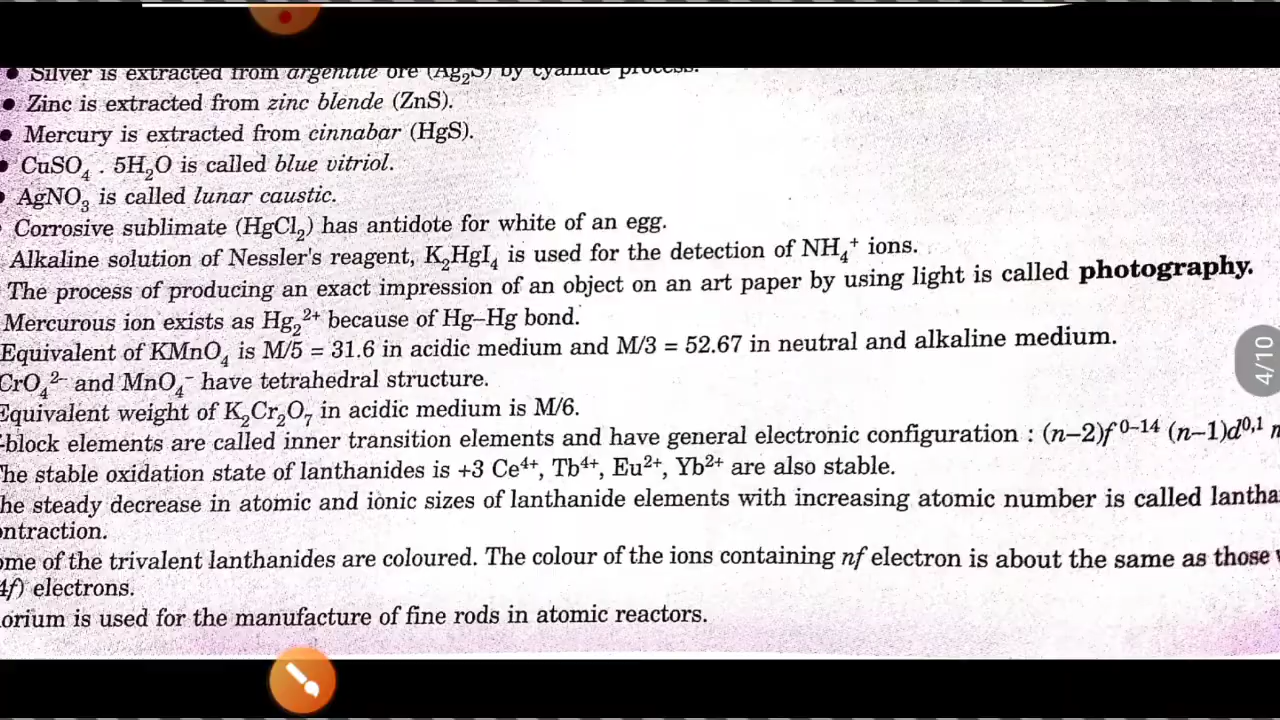 • Silver is extracted from argentite ore (Ag₂S) by cyanide process.
• Zinc is extracted from zinc blende (ZnS).
• Mercury is extracted from cinnabar (HgS).
• CuSO₄ . 5H₂O is called blue vitriol.
AgNO₃ is called lunar caustic.
Corrosive sublimate (HgCl₂) has antidote for white of an egg.
Alkaline solution of Nessler's reagent, K₂HgI₄ is used for the detection of NH₄⁺ ions.
The process of producing an exact impression of an object on an art paper by using light is called photography.
Mercurous ion exists as Hg₂²⁺ because of Hg–Hg bond.
Equivalent of KMnO₄ is M/5 = 31.6 in acidic medium and M/3 = 52.67 in neutral and alkaline medium.
CrO₄²⁻ and MnO₄⁻ have tetrahedral structure.
Equivalent weight of K₂Cr₂O₇ in acidic medium is M/6.
-block elements are called inner transition elements and have general electronic configuration : (n–2)f⁰⁻¹⁴ (n–1)d⁰,¹ n
he stable oxidation state of lanthanides is +3 Ce⁴⁺, Tb⁴⁺, Eu²⁺, Yb²⁺ are also stable.
he steady decrease in atomic and ionic sizes of lanthanide elements with increasing atomic number is called lantha
ontraction.
ome of the trivalent lanthanides are coloured. The colour of the ions containing nf electron is about the same as those
4f) electrons.
orium is used for the manufacture of fine rods in atomic reactors.
4/10